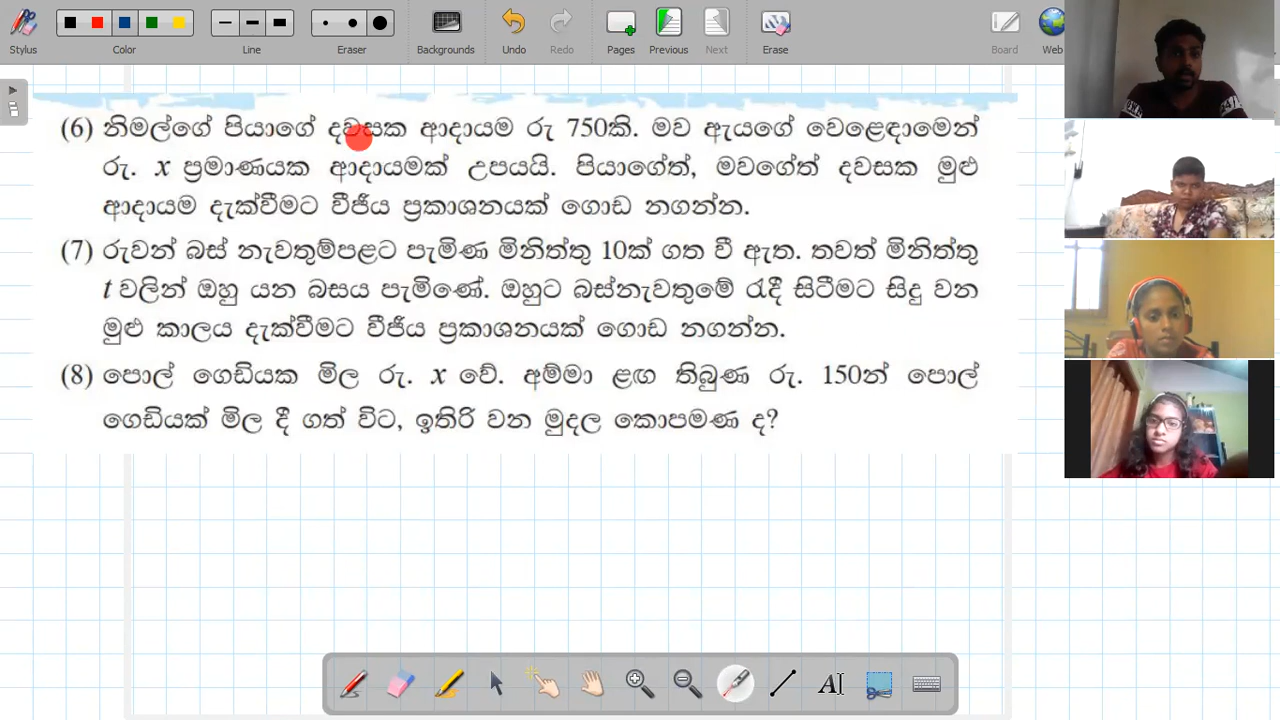 Stylus
Color
Line
Eraser
Backgrounds
Undo
Redo
Pages
Previous
Next
Erase
Board
Web
(6) නිමල්ගේ පියාගේ දවසක ආදායම රු 750කි. මව ඇයගේ වෙළෙඳාමෙන්
රු. x ප්‍රමාණයක ආදායමක් උපයයි. පියාගේත්, මවගේත් දවසක මුළු
ආදායම දැක්වීමට වීජීය ප්‍රකාශනයක් ගොඩ නගන්න.
(7) රුවන් බස් නැවතුම්පළට පැමිණ මිනිත්තු 10ක් ගත වී ඇත. තවත් මිනිත්තු
t වලින් ඔහු යන බසය පැමිණේ. ඔහුට බස්නැවතුමේ රැදී සිටීමට සිදු වන
මුළු කාලය දැක්වීමට වීජීය ප්‍රකාශනයක් ගොඩ නගන්න.
(8) පොල් ගෙඩියක මිල රු. x වේ. අම්මා ළඟ තිබුණ රු. 150න් පොල්
ගෙඩියක් මිල දී ගත් විට, ඉතිරි වන මුදල කොපමණ ද?